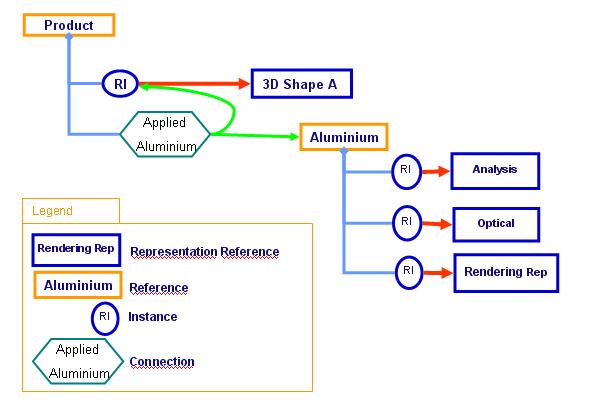 Product
RI
3D Shape A
Applied
Aluminium
Aluminium
RI
Analysis
RI
Optical
RI
Rendering Rep
Legend
Rendering Rep
Representation Reference
Aluminium
Reference
RI
Instance
Applied
Aluminium
Connection